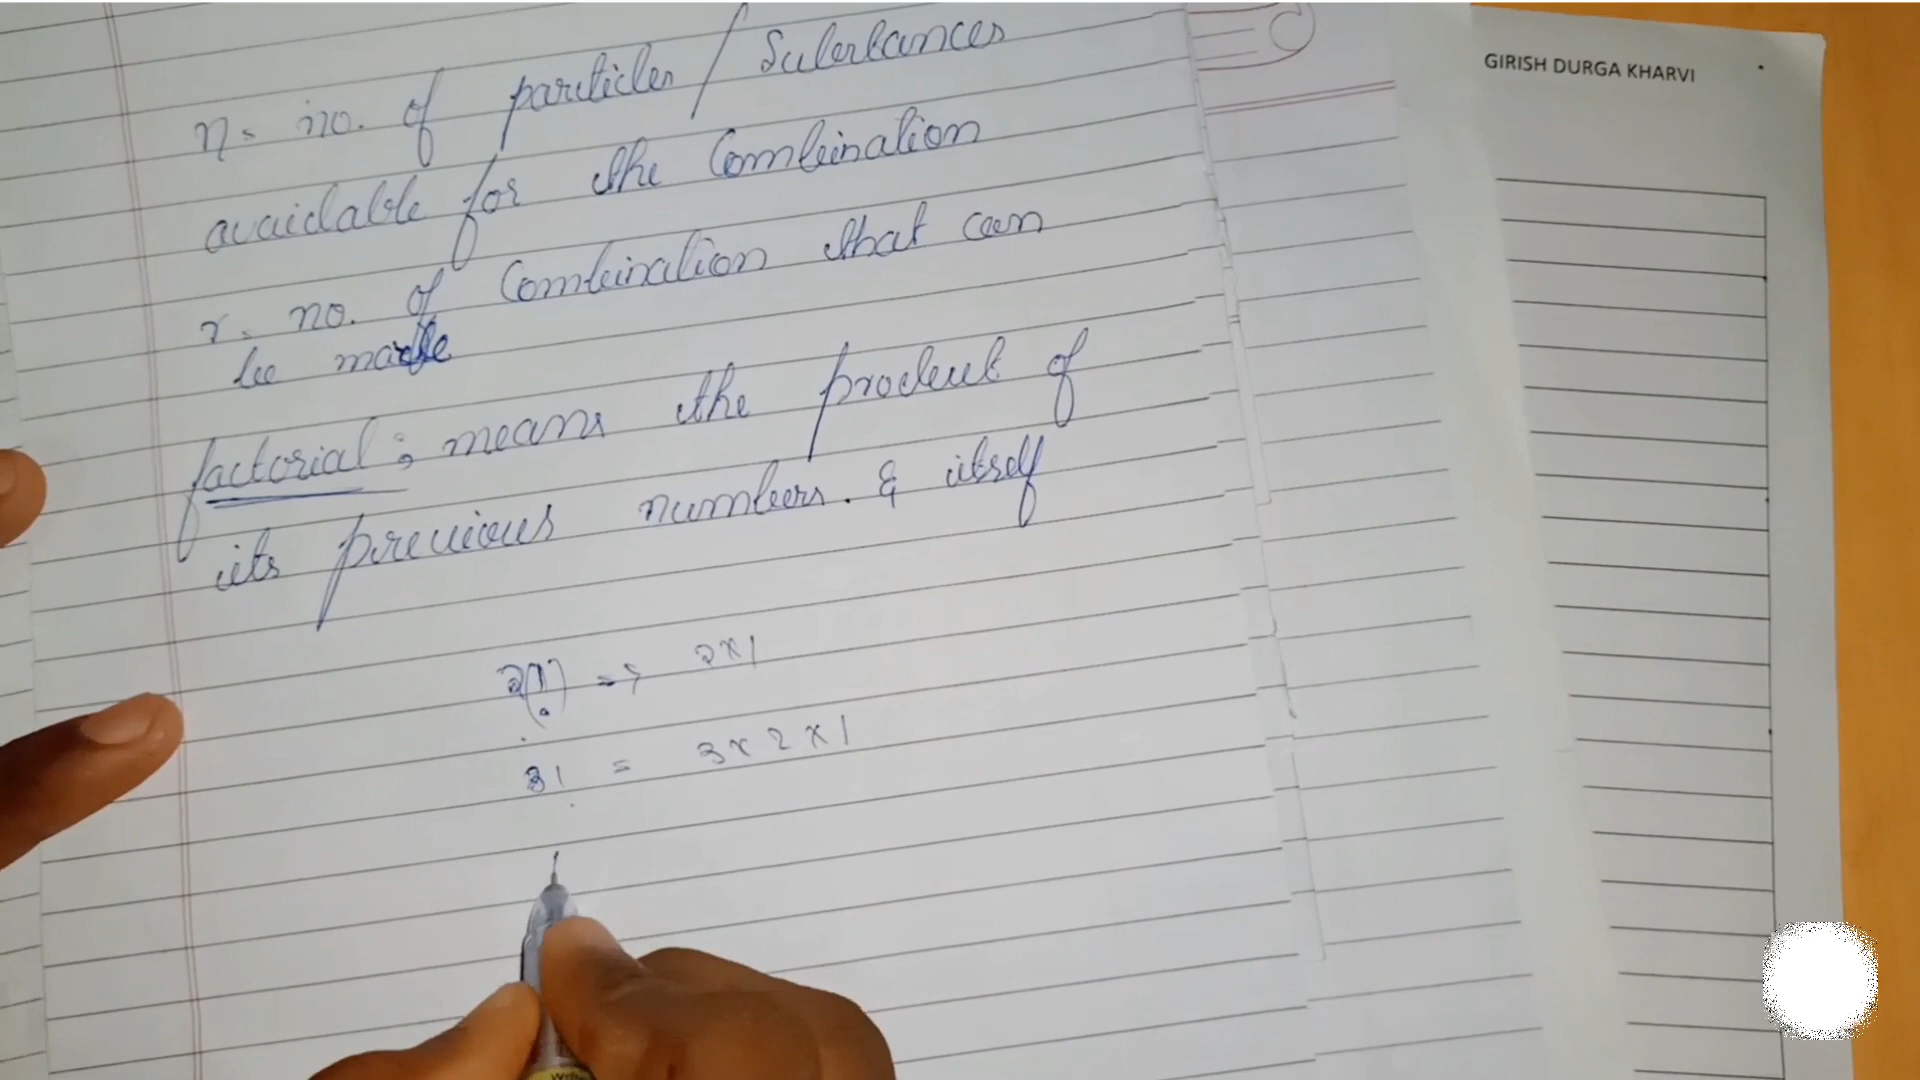 n = no. of particles / Substances
available for the Combination
r = no. of Combination that can
be made
factorial ; means the product of
its previous numbers. & itself
2(!) => 2x1
3! = 3x2x1
GIRISH DURGA KHARVI